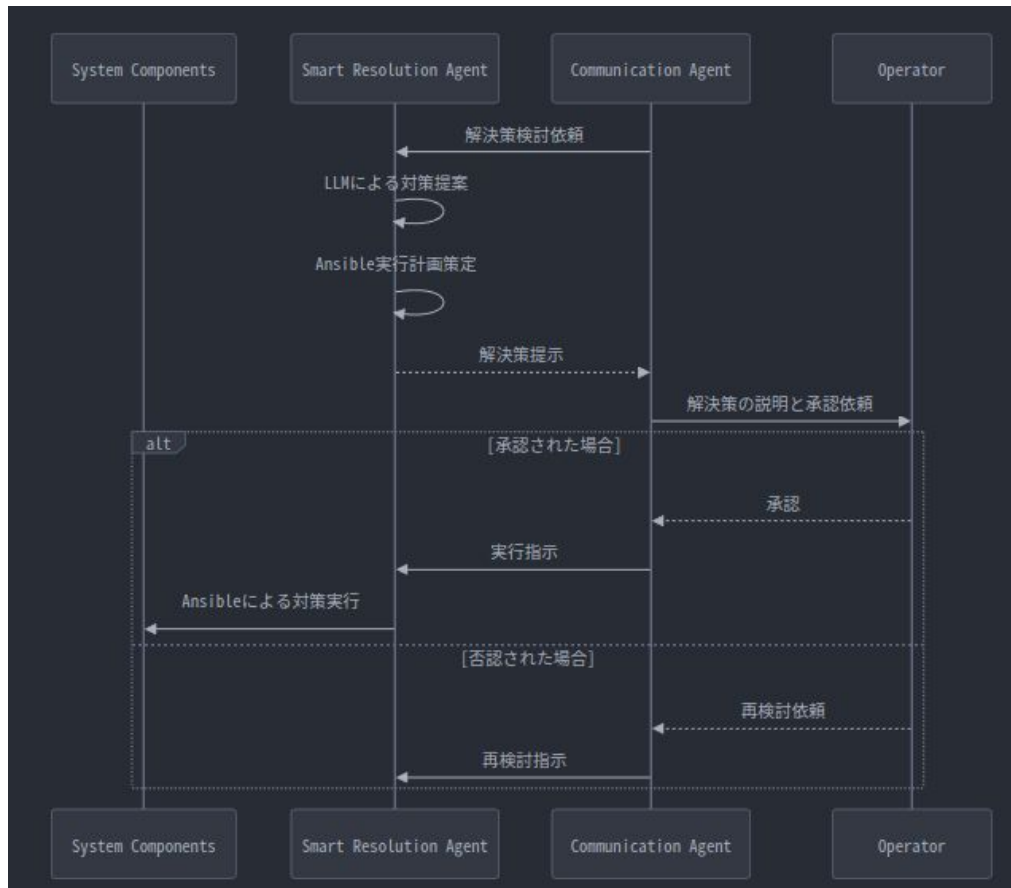 System Components
Smart Resolution Agent
Communication Agent
Operator
解決策検討依頼
LLMによる対策提案
Ansible実行計画策定
解決策提示
解決策の説明と承認依頼
alt
[承認された場合]
承認
実行指示
Ansibleによる対策実行
[否認された場合]
再検討依頼
再検討指示
System Components
Smart Resolution Agent
Communication Agent
Operator